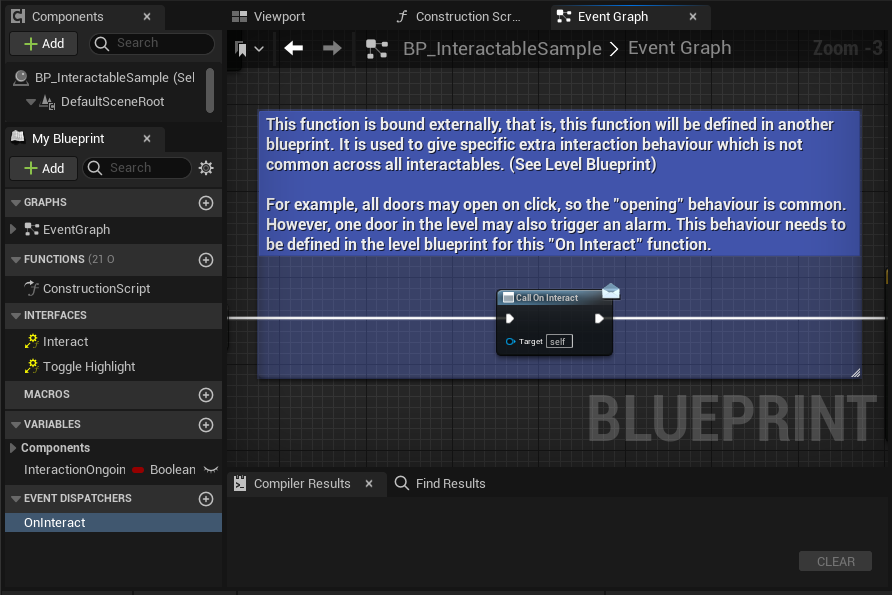 Components
Viewport
Construction Scr...
Event Graph
Add
Search
BP_InteractableSample > Event Graph
Zoom -3
BP_InteractableSample (Sel
DefaultSceneRoot
My Blueprint
Add
Search
GRAPHS
EventGraph
FUNCTIONS (21 O
ConstructionScript
INTERFACES
Interact
Toggle Highlight
MACROS
VARIABLES
Components
InteractionOngoin Boolean
EVENT DISPATCHERS
OnInteract
This function is bound externally, that is, this function will be defined in another
blueprint. It is used to give specific extra interaction behaviour which is not
common across all interactables. (See Level Blueprint)
For example, all doors may open on click, so the "opening" behaviour is common.
However, one door in the level may also trigger an alarm. This behaviour needs to
be defined in the level blueprint for this "On Interact" function.
Call On Interact
Target self
BLUEPRINT
Compiler Results
Find Results
CLEAR